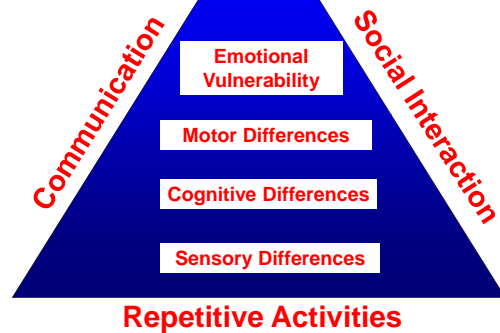 Communication
Social Interaction
Emotional
Vulnerability
Motor Differences
Cognitive Differences
Sensory Differences
Repetitive Activities